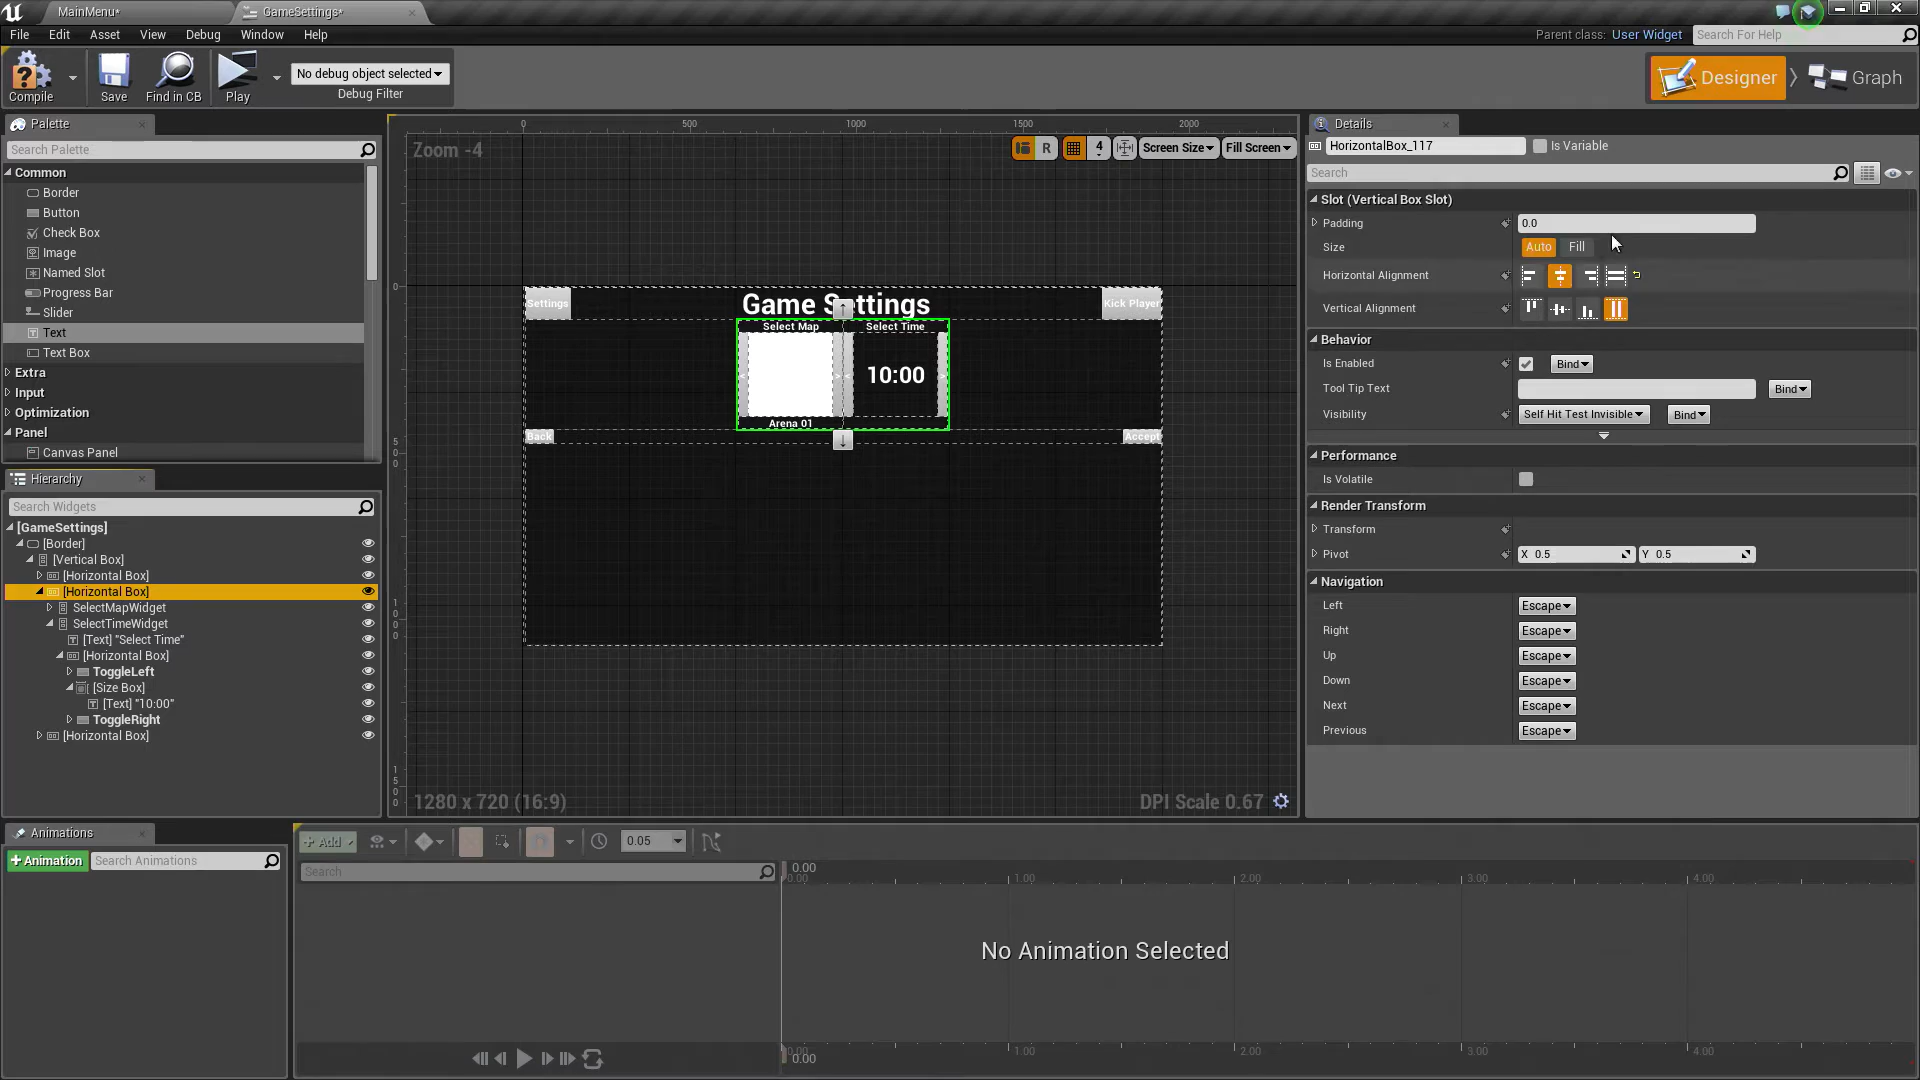 MainMenu*
GameSettings*
File Edit Asset View Debug Window Help
Parent class: User Widget
Search For Help
Compile
Save
Find in CB
Play
No debug object selected
Debug Filter
Designer
Graph
Palette
Search Palette
Common
Border
Button
Check Box
Image
Named Slot
Progress Bar
Slider
Text
Text Box
Extra
Input
Optimization
Panel
Canvas Panel
Hierarchy
Search Widgets
[GameSettings]
[Border]
[Vertical Box]
[Horizontal Box]
[Horizontal Box]
SelectMapWidget
SelectTimeWidget
[Text] "Select Time"
[Horizontal Box]
ToggleLeft
[Size Box]
[Text] "10:00"
ToggleRight
[Horizontal Box]
Zoom -4
0 500 1000 1500 2000
R
4
Screen Size
Fill Screen
0
500
1000
1500
Settings
Game Settings
Kick Player
Select Map
Select Time
< > < 10:00 >
Arena 01
Back
Accept
1280 x 720 (16:9)
DPI Scale 0.67
Details
HorizontalBox_117
Is Variable
Search
Slot (Vertical Box Slot)
Padding 0.0
Size Auto Fill
Horizontal Alignment
Vertical Alignment
Behavior
Is Enabled Bind
Tool Tip Text Bind
Visibility Self Hit Test Invisible Bind
Performance
Is Volatile
Render Transform
Transform
Pivot X 0.5 Y 0.5
Navigation
Left Escape
Right Escape
Up Escape
Down Escape
Next Escape
Previous Escape
Animations
+ Animation
Search Animations
+ Add
0.05
Search
0.00
0.00 1.00 2.00 3.00 4.00
No Animation Selected
0.00 1.00 2.00 3.00 4.00
0.00